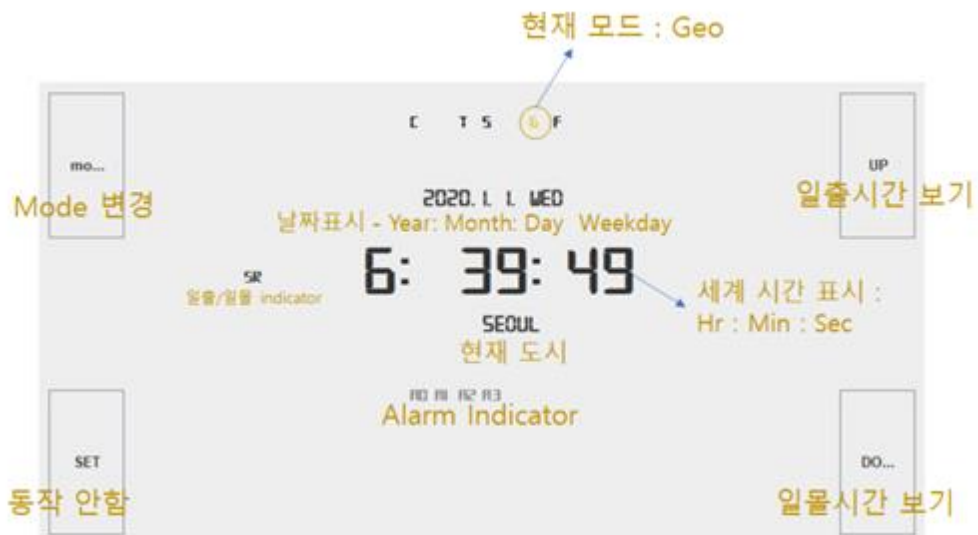 현재 모드 : Geo
C T S G F
mo...
Mode 변경
UP
일출시간 보기
2020. 1. 1. WED
날짜표시 - Year: Month: Day Weekday
6: 39: 49
SR
일출/일몰 indicator
세계 시간 표시 :
Hr : Min : Sec
SEOUL
현재 도시
A0 A1 A2 A3
Alarm Indicator
SET
동작 안함
DO...
일몰시간 보기